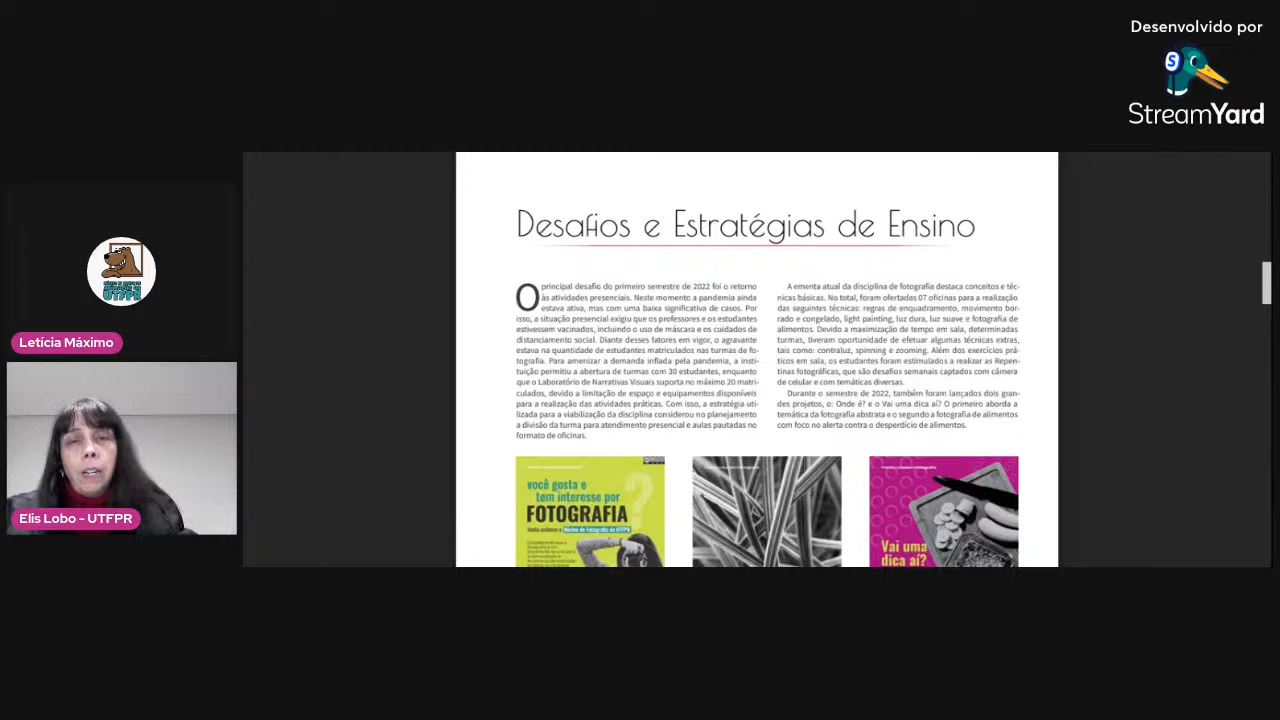 Desenvolvido por
StreamYard
Desafios e Estratégias de Ensino
O principal desafio do primeiro semestre de 2022 foi o retorno
às atividades presenciais. Neste momento a pandemia ainda
estava ativa, mas com uma baixa significativa de casos. Por
isso, a situação presencial exigiu que os professores e os estudantes
estivessem vacinados, incluindo o uso de máscara e os cuidados de
distanciamento social. Diante desses fatores em vigor, o agravante
estava na quantidade de estudantes matriculados nas turmas de fo-
tografia. Para amenizar a demanda inflada pela pandemia, a insti-
tuição permitiu a abertura de turmas com 30 estudantes, enquanto
que o Laboratório de Narrativas Visuais suporta no máximo 20 matri-
culados, devido a limitação de espaço e equipamentos disponíveis
para a realização das atividades práticas. Com isso, a estratégia uti-
lizada para a viabilização da disciplina considerou no planejamento
a divisão da turma para atendimento presencial e aulas pautadas no
formato de oficinas.
A ementa atual da disciplina de fotografia destaca conceitos e téc-
nicas básicas. No total, foram ofertadas 07 oficinas para a realização
das seguintes técnicas: regras de enquadramento, movimento bor-
rado e congelado, light painting, luz dura, luz suave e fotografia de
alimentos. Devido a maximização de tempo em sala, determinadas
turmas, tiveram oportunidade de efetuar algumas técnicas extras,
tais como: contraluz, spinning e zooming. Além dos exercícios prá-
ticos em sala, os estudantes foram estimulados a realizar as Repen-
tinas fotográficas, que são desafios semanais captados com câmera
de celular e com temáticas diversas.
Durante o semestre de 2022, também foram lançados dois gran-
des projetos, o: Onde é? e o Vai uma dica aí? O primeiro aborda a
temática da fotografia abstrata e o segundo a fotografia de alimentos
com foco no alerta contra o desperdício de alimentos.
você gosta e
tem interesse por
FOTOGRAFIA
?
Núcleo de Fotografia da UTFPR
Vai uma
dica aí?
UTFPR
Letícia Máximo
Elis Lobo - UTFPR